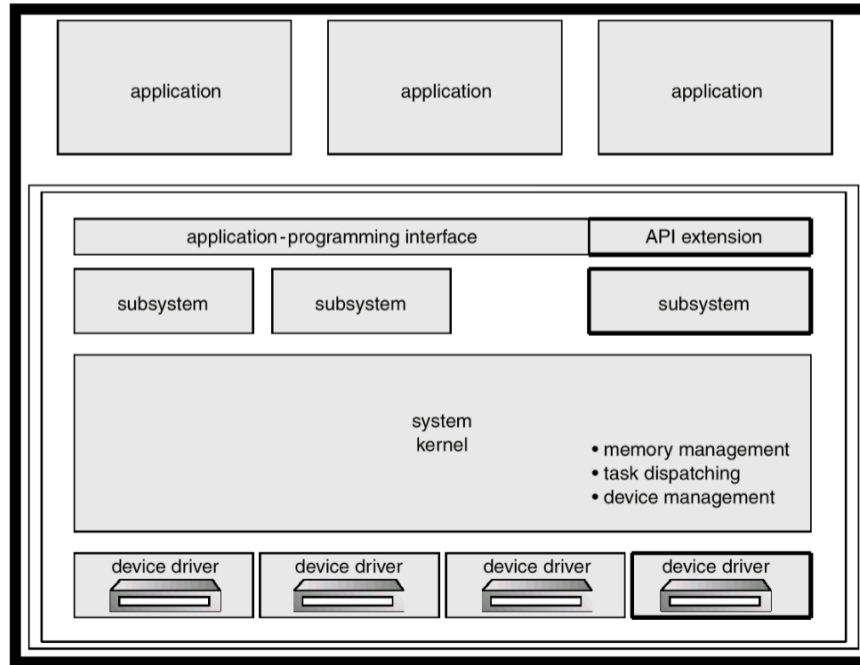 application
application
application
application-programming interface
API extension
subsystem
subsystem
subsystem
system
kernel
• memory management
• task dispatching
• device management
device driver
device driver
device driver
device driver